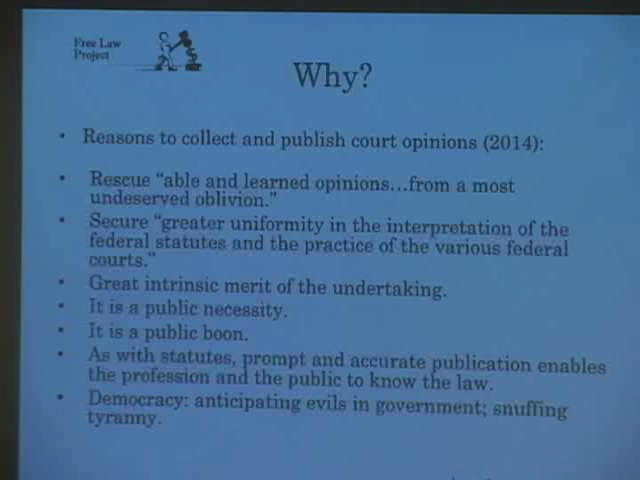 Free Law
Project
Why?
• Reasons to collect and publish court opinions (2014):
• Rescue “able and learned opinions…from a most
undeserved oblivion.”
• Secure “greater uniformity in the interpretation of the
federal statutes and the practice of the various federal
courts.”
• Great intrinsic merit of the undertaking.
• It is a public necessity.
• It is a public boon.
• As with statutes, prompt and accurate publication enables
the profession and the public to know the law.
• Democracy: anticipating evils in government; snuffing
tyranny.